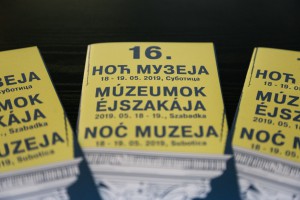 16.
НОЋ МУЗЕЈА
18 - 19. 05. 2019, Суботица
MÚZEUMOK
ÉJSZAKÁJA
2019. 05. 18 - 19., Szabadka
NOĆ MUZEJA
18 - 19. 05. 2019, Subotica